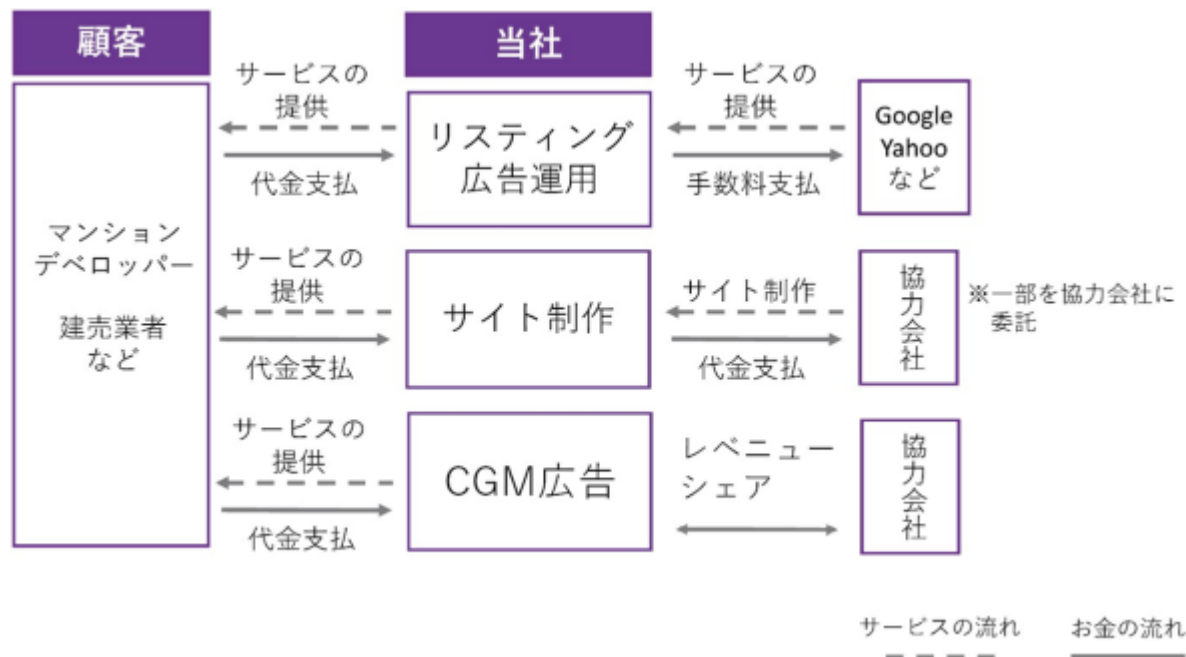 顧客
当社
サービスの
提供
代金支払
リスティング
広告運用
サービスの
提供
手数料支払
Google
Yahoo
など
マンション
デベロッパー
建売業者
など
サービスの
提供
代金支払
サイト制作
サイト制作
代金支払
協力会社
※一部を協力会社に
委託
サービスの
提供
代金支払
CGM広告
レベニュー
シェア
協力会社
サービスの流れ
お金の流れ